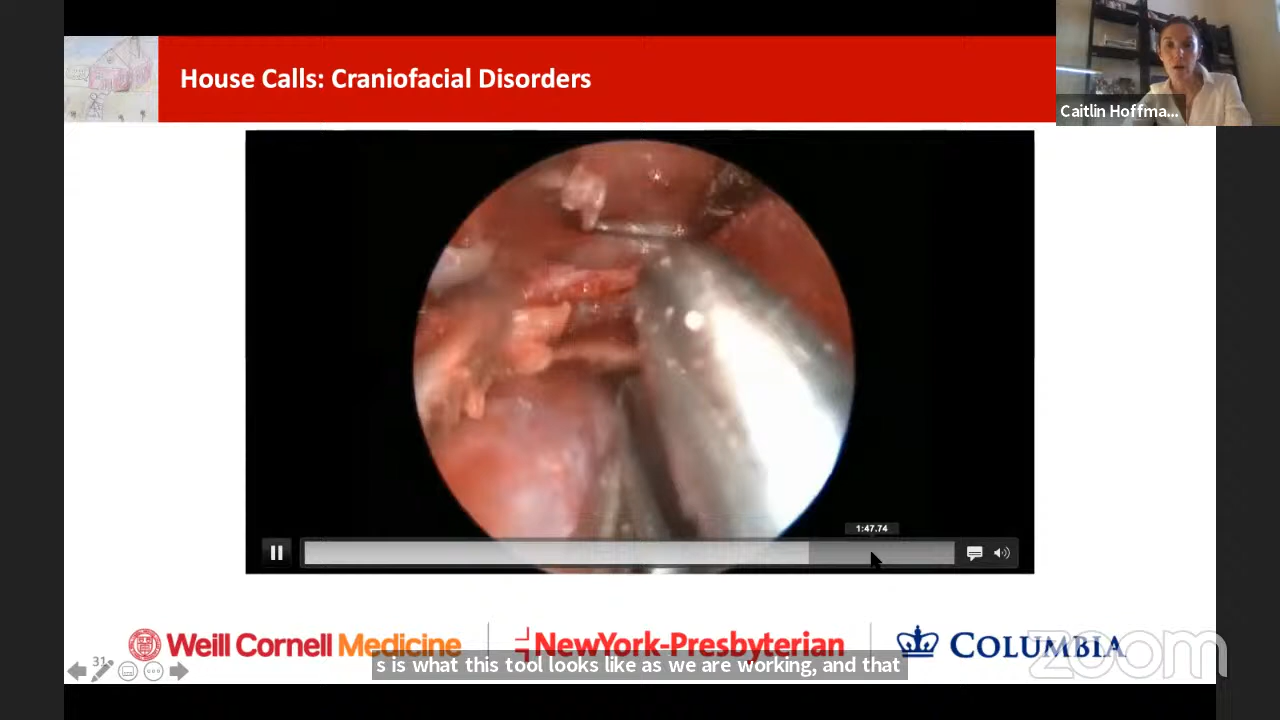 House Calls: Craniofacial Disorders
Caitlin Hoffma...
1:47.74
Weill Cornell Medicine
NewYork-Presbyterian
COLUMBIA
s is what this tool looks like as we are working, and that
31
zoom